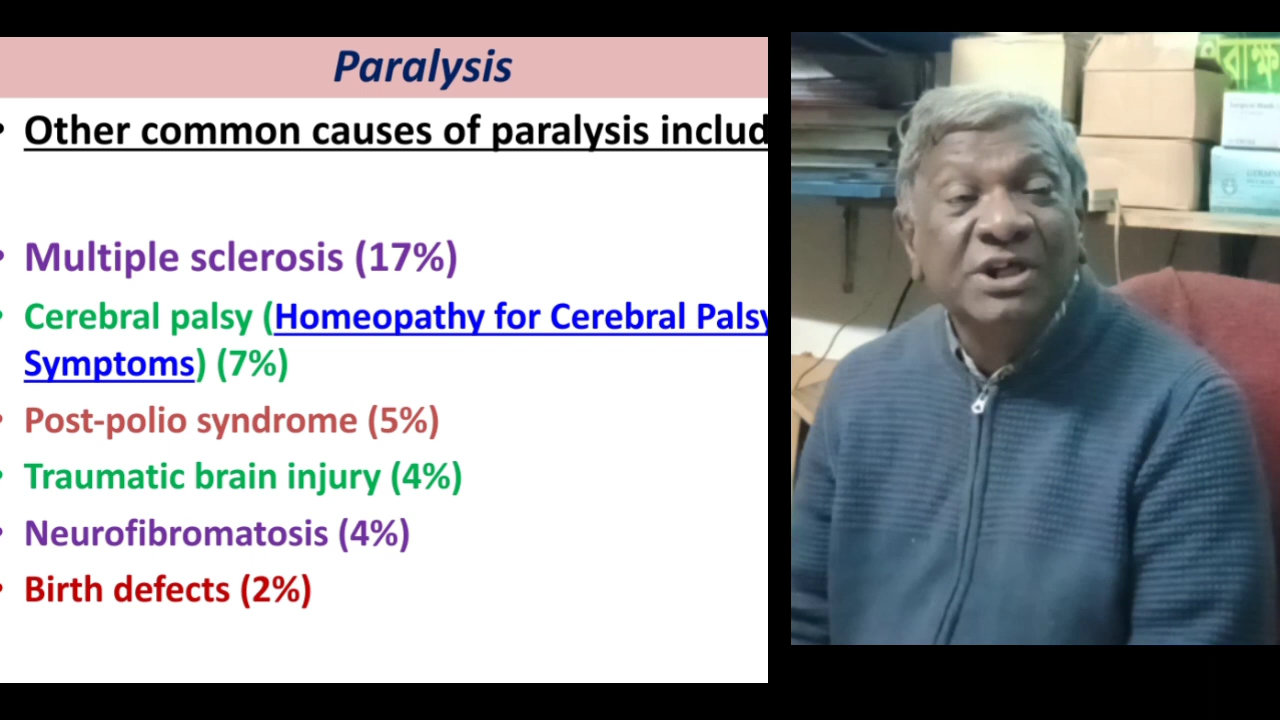 Paralysis
• Other common causes of paralysis includ
• Multiple sclerosis (17%)
• Cerebral palsy (Homeopathy for Cerebral Palsy
Symptoms) (7%)
• Post-polio syndrome (5%)
• Traumatic brain injury (4%)
• Neurofibromatosis (4%)
• Birth defects (2%)